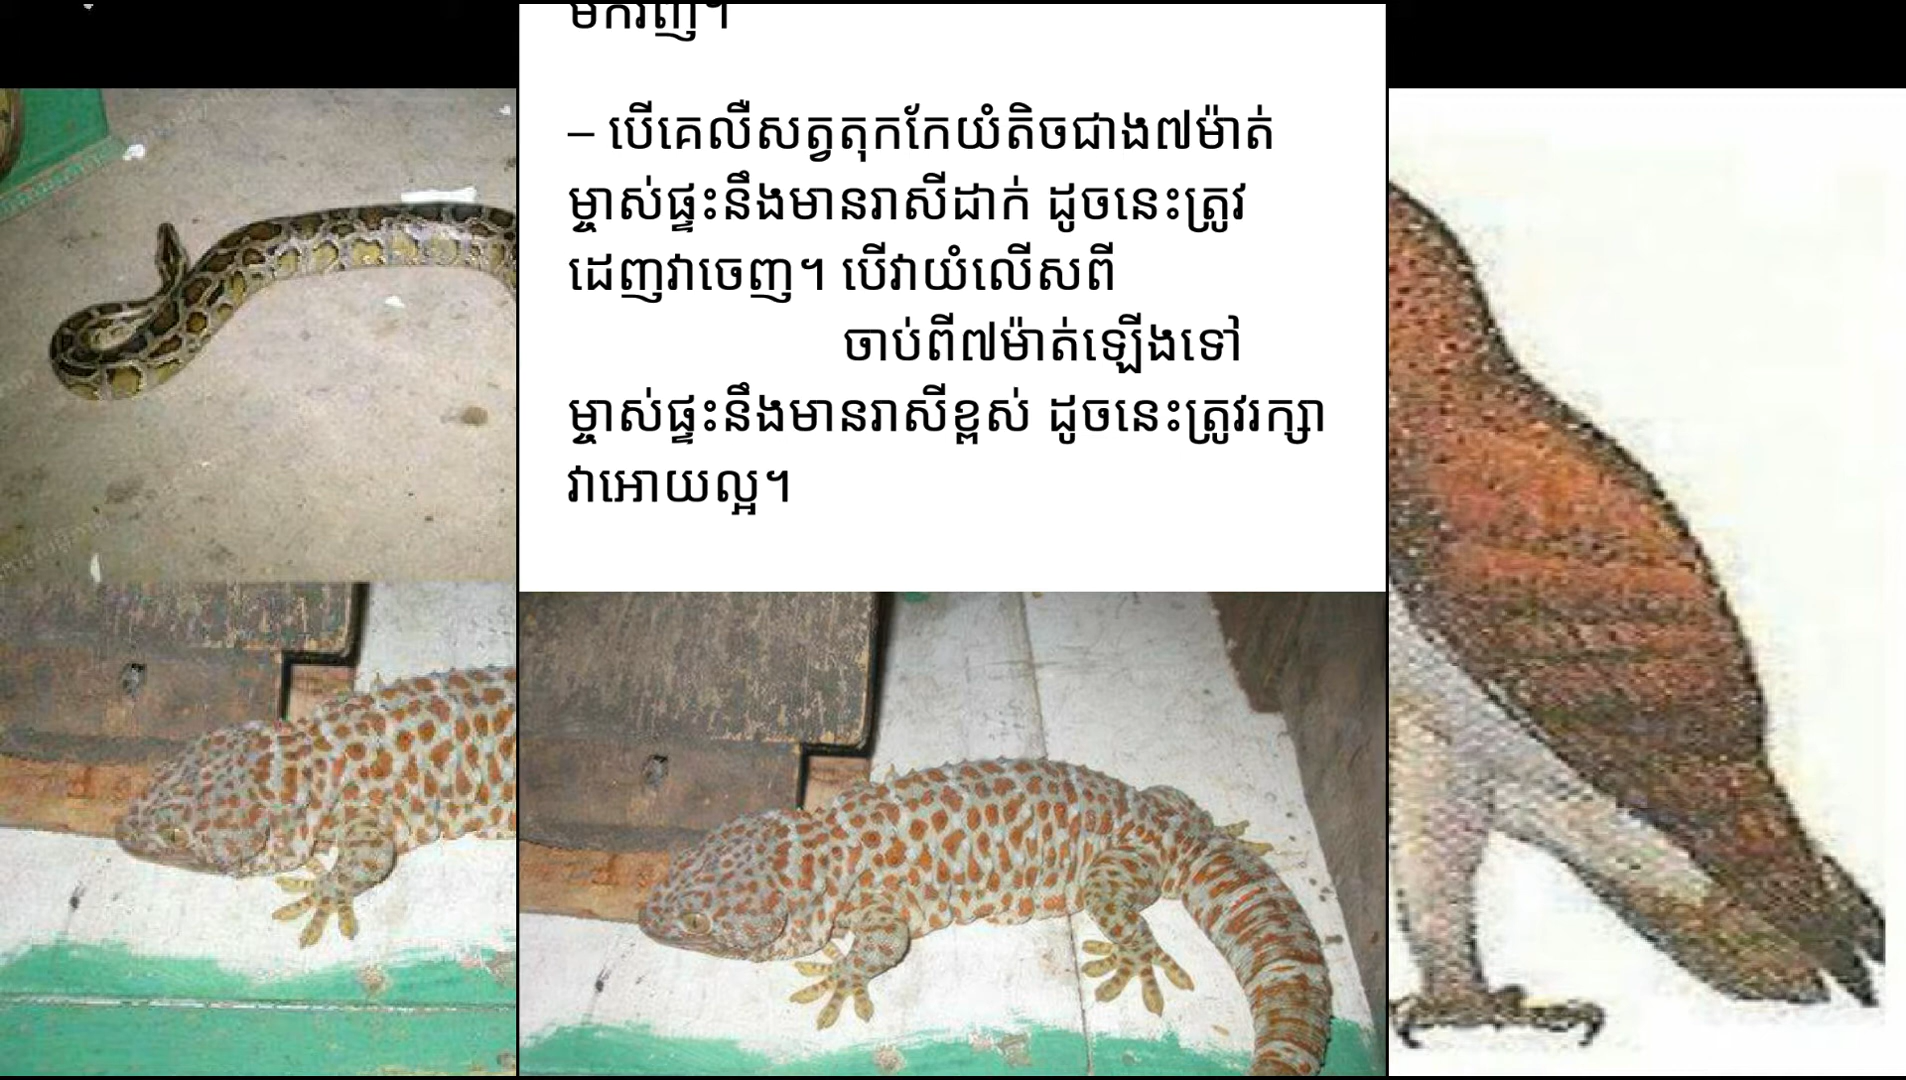 – បើគេលឺសត្វតុកកែយំតិចជាង៧ម៉ាត់
ម្ចាស់ផ្ទះនឹងមានរាសីដាក់ ដូចនេះត្រូវ
ដេញវាចេញ។ បើវាយំលើសពី
ចាប់ពី៧ម៉ាត់ឡើងទៅ
ម្ចាស់ផ្ទះនឹងមានរាសីខ្ពស់ ដូចនេះត្រូវរក្សា
វាអោយល្អ។